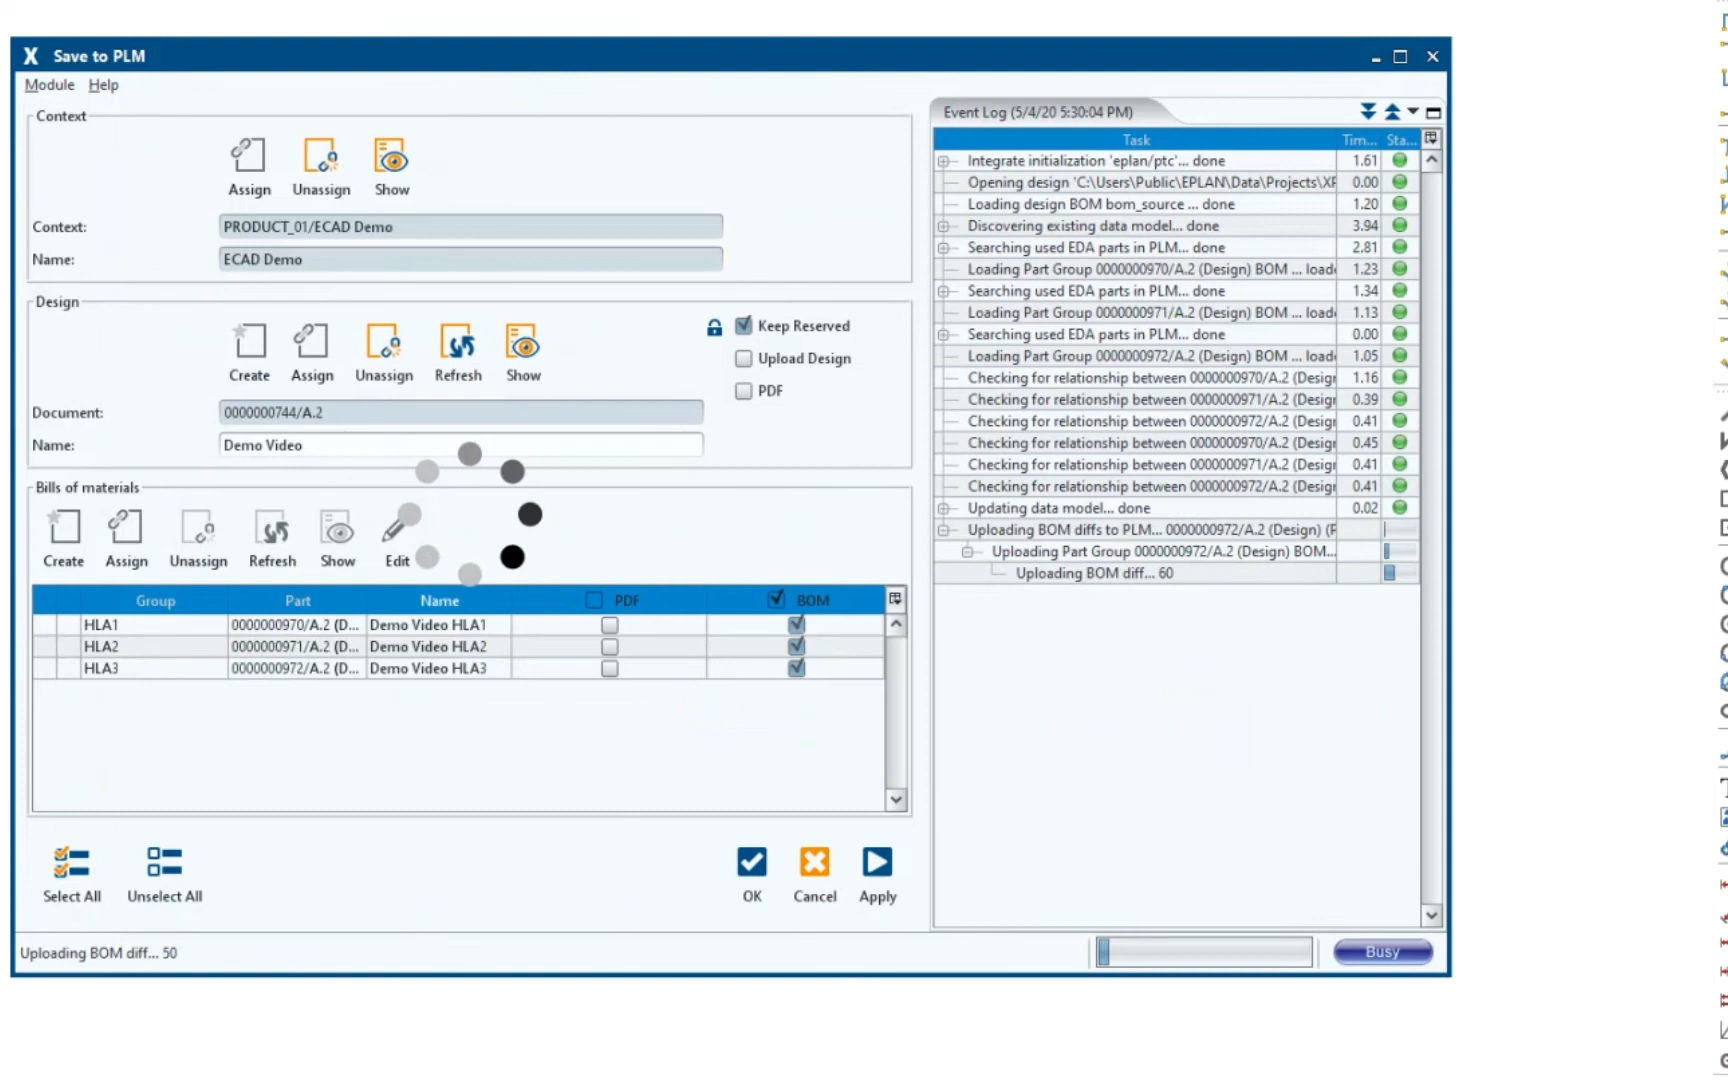 X Save to PLM
Module Help
Context
Assign Unassign Show
Context: PRODUCT_01/ECAD Demo
Name: ECAD Demo
Design
Keep Reserved
Upload Design
PDF
Create Assign Unassign Refresh Show
Document: 0000000744/A.2
Name: Demo Video
Bills of materials
Create Assign Unassign Refresh Show Edit
Group Part Name PDF BOM
HLA1 0000000970/A.2 (D... Demo Video HLA1
HLA2 0000000971/A.2 (D... Demo Video HLA2
HLA3 0000000972/A.2 (D... Demo Video HLA3
Select All Unselect All OK Cancel Apply
Event Log (5/4/20 5:30:04 PM)
Task Tim... Sta...
Integrate initialization 'eplan/ptc'... done 1.61
Opening design 'C:\Users\Public\EPLAN\Data\Projects\XF 0.00
Loading design BOM bom_source ... done 1.20
Discovering existing data model... done 3.94
Searching used EDA parts in PLM... done 2.81
Loading Part Group 0000000970/A.2 (Design) BOM ... load 1.23
Searching used EDA parts in PLM... done 1.34
Loading Part Group 0000000971/A.2 (Design) BOM ... load 1.13
Searching used EDA parts in PLM... done 0.00
Loading Part Group 0000000972/A.2 (Design) BOM ... load 1.05
Checking for relationship between 0000000970/A.2 (Desigr 1.16
Checking for relationship between 0000000971/A.2 (Desigr 0.39
Checking for relationship between 0000000972/A.2 (Desigr 0.41
Checking for relationship between 0000000970/A.2 (Desigr 0.45
Checking for relationship between 0000000971/A.2 (Desigr 0.41
Checking for relationship between 0000000972/A.2 (Desigr 0.41
Updating data model... done 0.02
Uploading BOM diffs to PLM... 0000000972/A.2 (Design) (F
Uploading Part Group 0000000972/A.2 (Design) BOM...
Uploading BOM diff... 60
Uploading BOM diff... 50 Busy